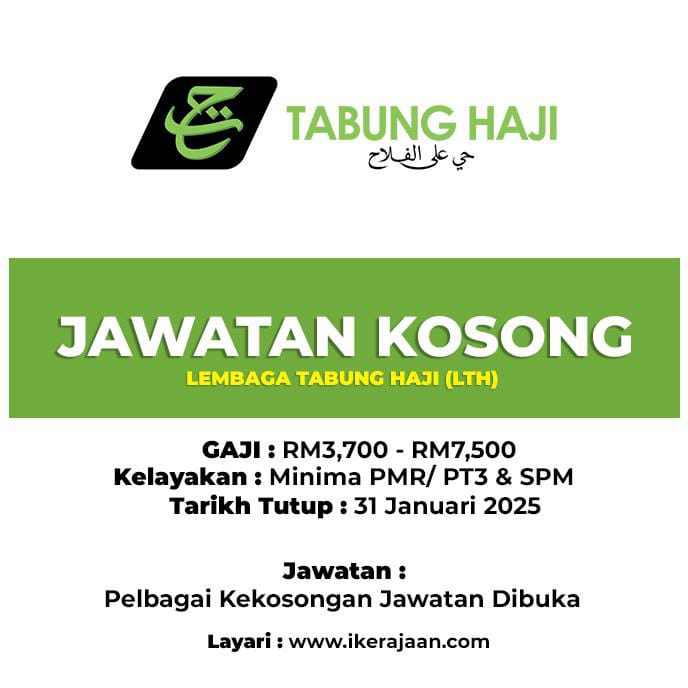 TABUNG HAJI
حي على الفلاح
JAWATAN KOSONG
LEMBAGA TABUNG HAJI (LTH)
GAJI : RM3,700 - RM7,500
Kelayakan : Minima PMR/ PT3 & SPM
Tarikh Tutup : 31 Januari 2025
Jawatan :
Pelbagai Kekosongan Jawatan Dibuka
Layari : www.ikerajaan.com